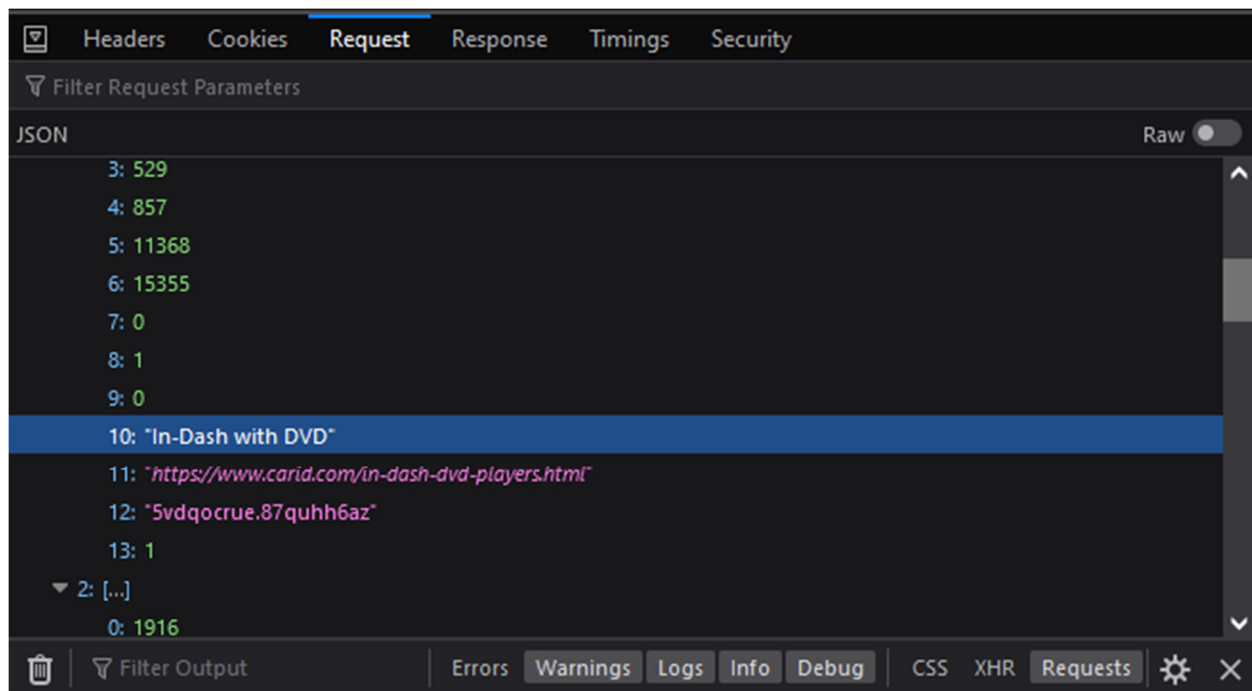 Headers Cookies Request Response Timings Security
Filter Request Parameters
JSON Raw
3: 529
4: 857
5: 11368
6: 15355
7: 0
8: 1
9: 0
10: "In-Dash with DVD"
11: "https://www.carid.com/in-dash-dvd-players.html"
12: "5vdqocrue.87quhh6az"
13: 1
2: […]
0: 1916
Filter Output Errors Warnings Logs Info Debug CSS XHR Requests